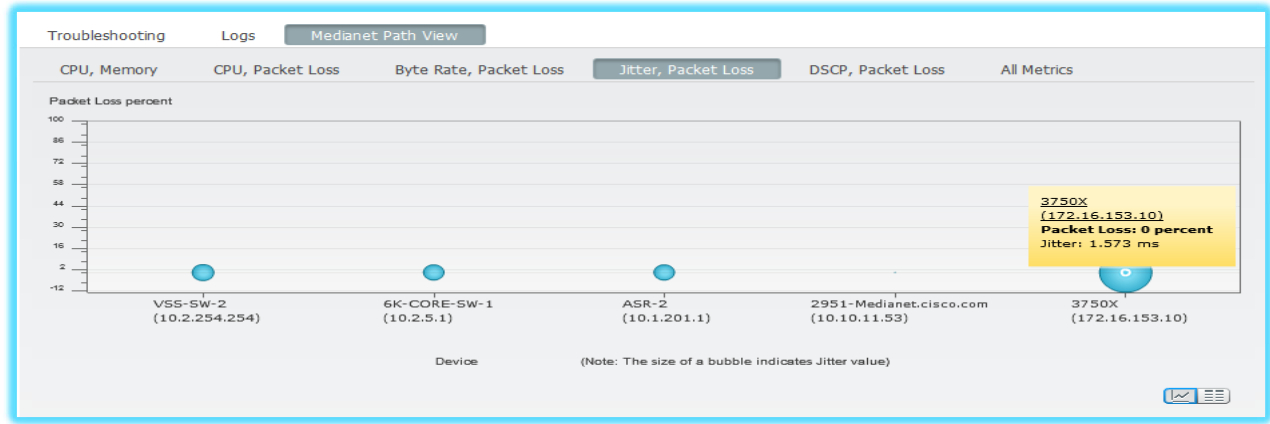 Troubleshooting Logs Medianet Path View
CPU, Memory CPU, Packet Loss Byte Rate, Packet Loss Jitter, Packet Loss DSCP, Packet Loss All Metrics
Packet Loss percent
100
86
72
58
44
30
16
2
-12
3750X
(172.16.153.10)
Packet Loss: 0 percent
Jitter: 1.573 ms
VSS-SW-2
(10.2.254.254)
6K-CORE-SW-1
(10.2.5.1)
ASR-2
(10.1.201.1)
2951-Medianet.cisco.com
(10.10.11.53)
3750X
(172.16.153.10)
Device (Note: The size of a bubble indicates Jitter value)